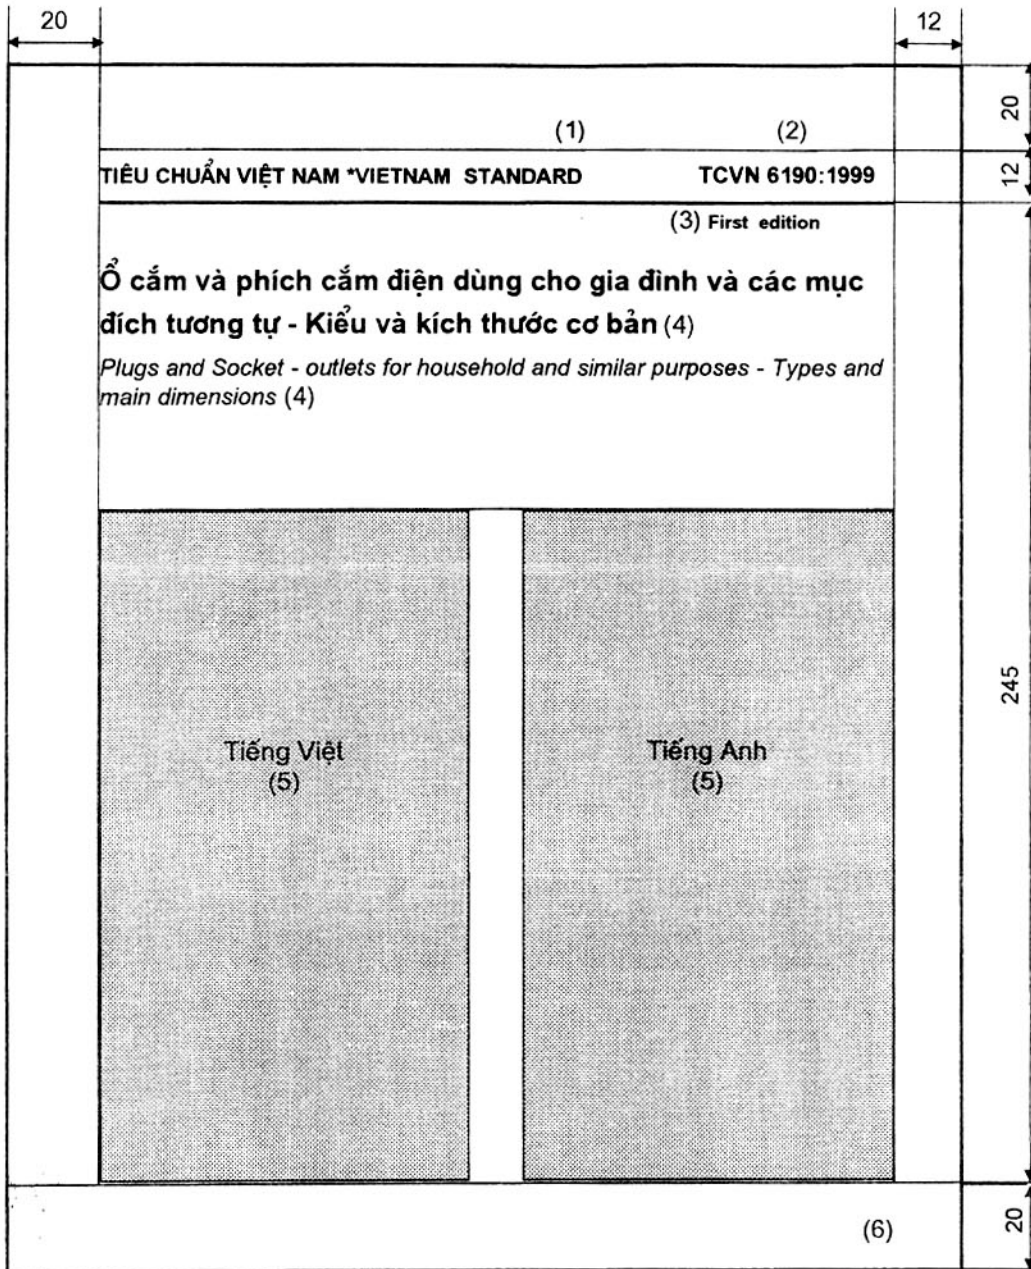 20
12
20
(1) (2)
TIÊU CHUẨN VIỆT NAM *VIETNAM STANDARD TCVN 6190:1999
12
(3) First edition
Ổ cắm và phích cắm điện dùng cho gia đình và các mục
đích tương tự - Kiểu và kích thước cơ bản (4)
Plugs and Socket - outlets for household and similar purposes - Types and
main dimensions (4)
245
Tiếng Việt
(5)
Tiếng Anh
(5)
(6)
20